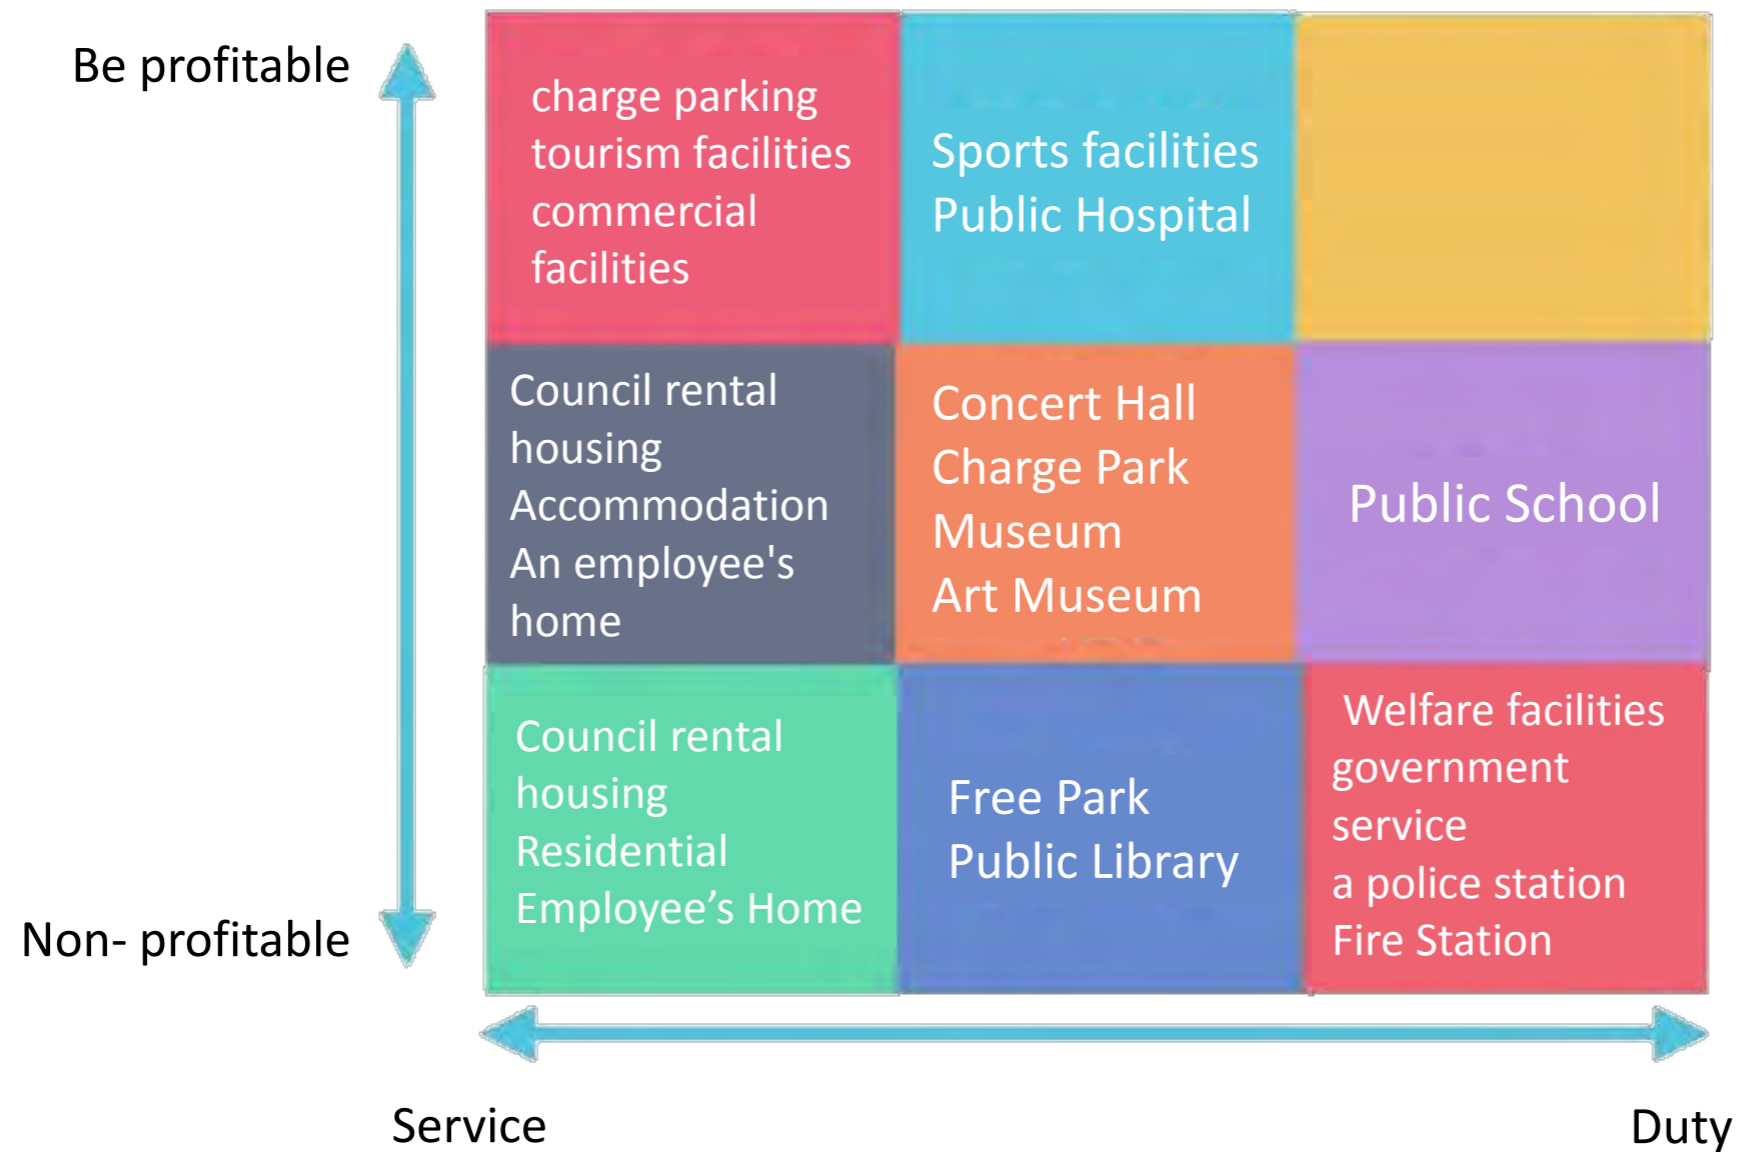 Be profitable
charge parking
tourism facilities
commercial
facilities
Sports facilities
Public Hospital
Council rental
housing
Accommodation
An employee's
home
Concert Hall
Charge Park
Museum
Art Museum
Public School
Council rental
housing
Residential
Employee’s Home
Free Park
Public Library
Welfare facilities
government
service
a police station
Fire Station
Non- profitable
Service
Duty